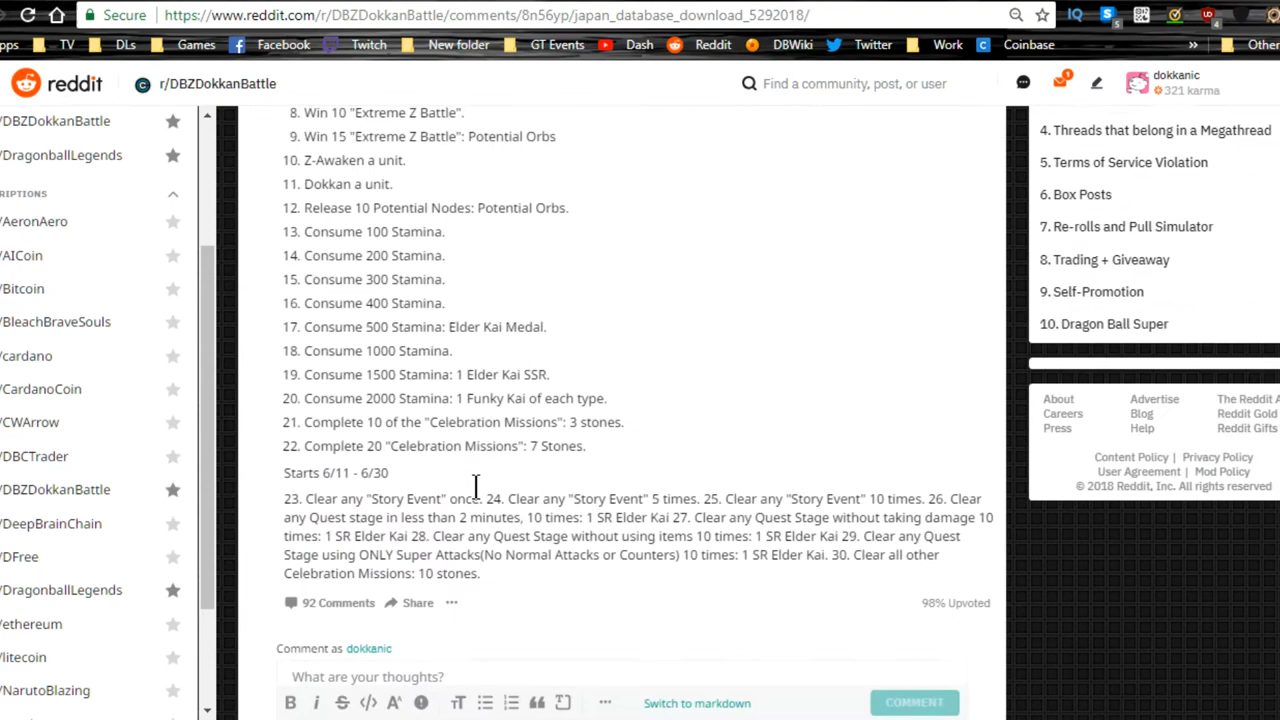 Secure
https://www.reddit.com/r/DBZDokkanBattle/comments/8n56yp/japan_database_download_5292018/
IQ
5
4
pps TV DLs Games Facebook Twitch New folder GT Events Dash Reddit DBWiki Twitter Work Coinbase » Other
reddit
r/DBZDokkanBattle
Find a community, post, or user
1
dokkanic
321 karma
/DBZDokkanBattle
/DragonballLegends
RIPTIONS
/AeronAero
/AICoin
/Bitcoin
/BleachBraveSouls
/cardano
/CardanoCoin
/CWArrow
/DBCTrader
/DBZDokkanBattle
/DeepBrainChain
/DFree
/DragonballLegends
/ethereum
/litecoin
/NarutoBlazing
8. Win 10 "Extreme Z Battle".
9. Win 15 "Extreme Z Battle": Potential Orbs
10. Z-Awaken a unit.
11. Dokkan a unit.
12. Release 10 Potential Nodes: Potential Orbs.
13. Consume 100 Stamina.
14. Consume 200 Stamina.
15. Consume 300 Stamina.
16. Consume 400 Stamina.
17. Consume 500 Stamina: Elder Kai Medal.
18. Consume 1000 Stamina.
19. Consume 1500 Stamina: 1 Elder Kai SSR.
20. Consume 2000 Stamina: 1 Funky Kai of each type.
21. Complete 10 of the "Celebration Missions": 3 stones.
22. Complete 20 "Celebration Missions": 7 Stones.
Starts 6/11 - 6/30
23. Clear any "Story Event" once. 24. Clear any "Story Event" 5 times. 25. Clear any "Story Event" 10 times. 26. Clear
any Quest stage in less than 2 minutes, 10 times: 1 SR Elder Kai 27. Clear any Quest Stage without taking damage 10
times: 1 SR Elder Kai 28. Clear any Quest Stage without using items 10 times: 1 SR Elder Kai 29. Clear any Quest
Stage using ONLY Super Attacks(No Normal Attacks or Counters) 10 times: 1 SR Elder Kai. 30. Clear all other
Celebration Missions: 10 stones.
92 Comments Share ••• 98% Upvoted
Comment as dokkanic
What are your thoughts?
B i S </> A T ••• Switch to markdown COMMENT
4. Threads that belong in a Megathread
5. Terms of Service Violation
6. Box Posts
7. Re-rolls and Pull Simulator
8. Trading + Giveaway
9. Self-Promotion
10. Dragon Ball Super
About Advertise The Reddit A
Careers Blog Reddit Gold
Press Help Reddit Gifts
Content Policy | Privacy Policy
User Agreement | Mod Policy
© 2018 Reddit, Inc. All rights reserved